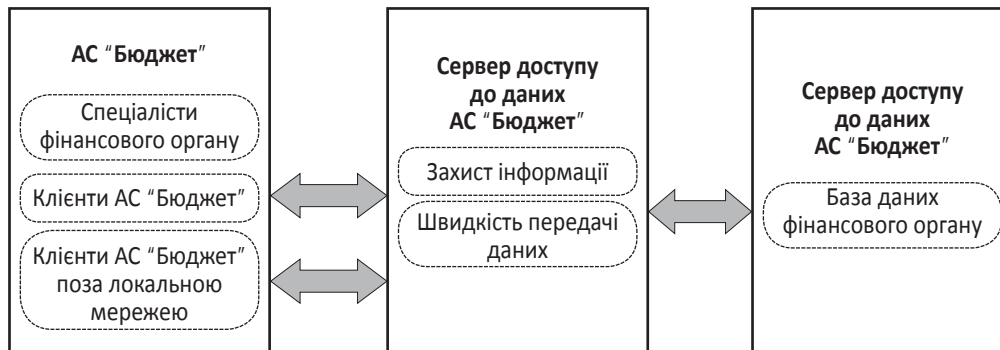 АС “Бюджет”
Спеціалісти
фінансового органу
Клієнти АС “Бюджет”
Клієнти АС “Бюджет”
поза локальною
мережею
Сервер доступу
до даних
АС “Бюджет”
Захист інформації
Швидкість передачі
даних
Сервер доступу
до даних
АС “Бюджет”
База даних
фінансового органу